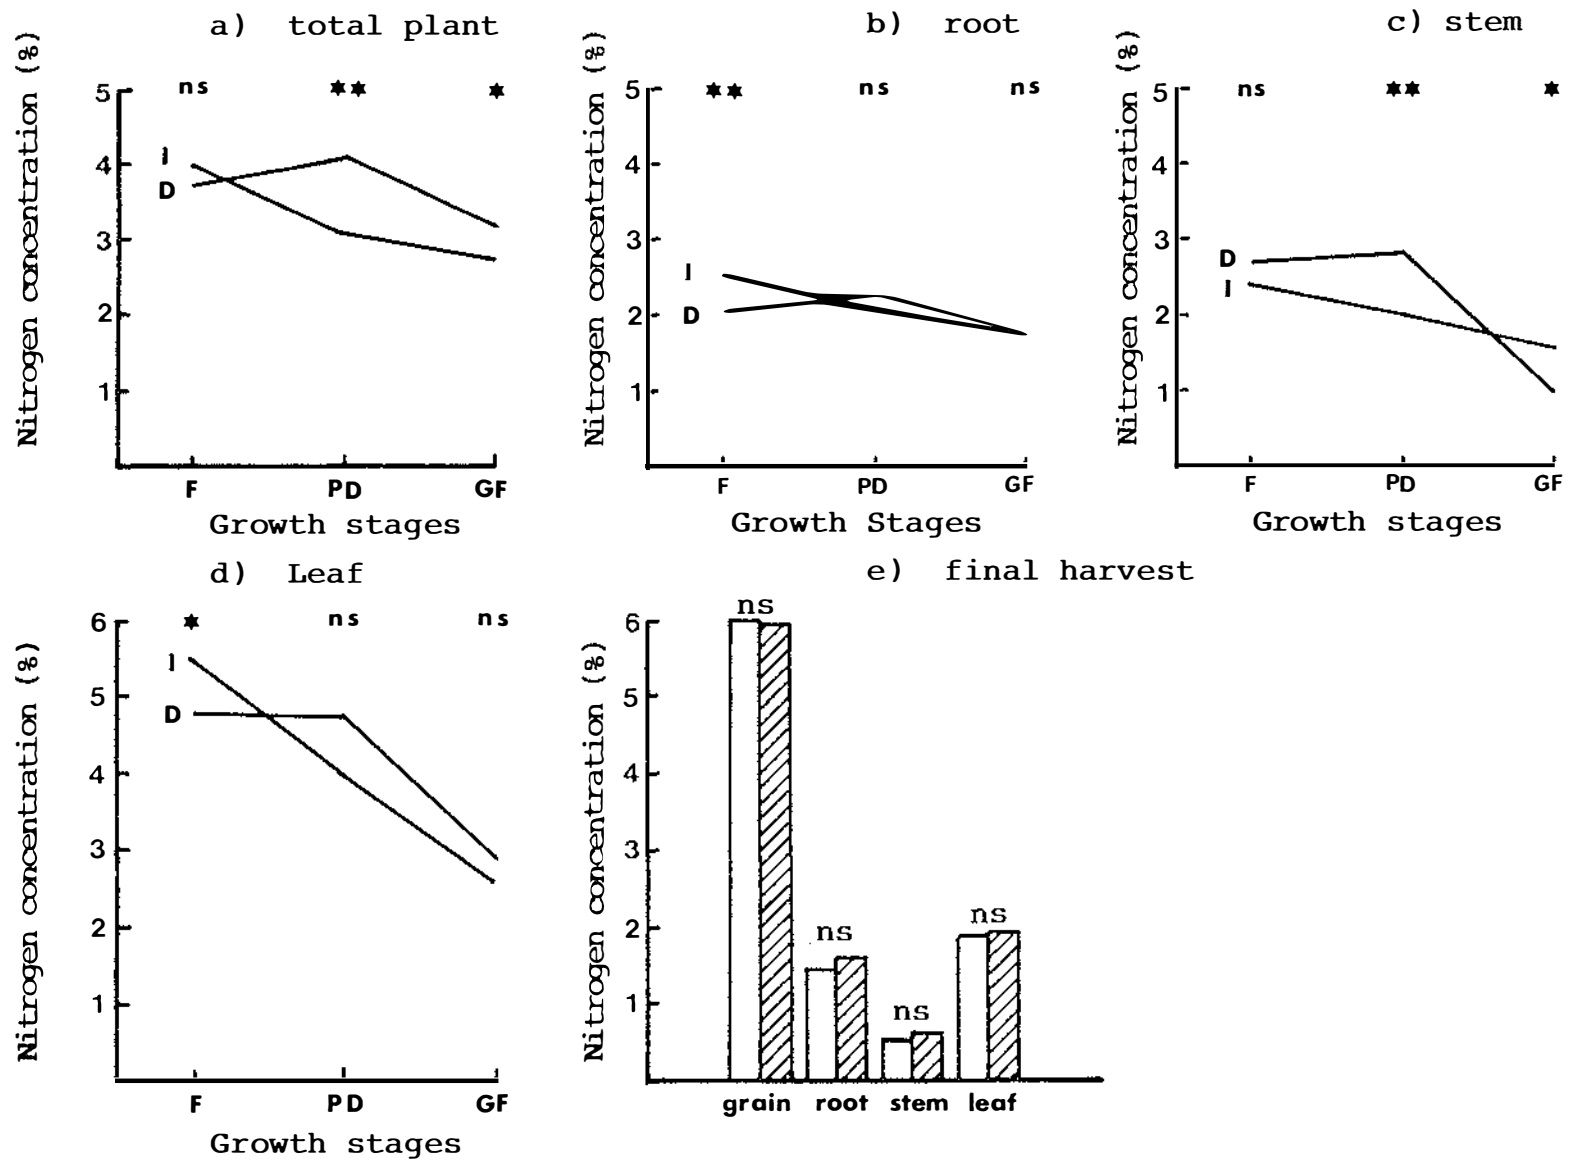 a) total plant
Nitrogen concentration (%)
ns ★★ ★
5
4
3
2
1
I
D
F PD GF
Growth stages
b) root
Nitrogen concentration (%)
★★ ns ns
5
4
3
2
1
I
D
F PD GF
Growth Stages
c) stem
Nitrogen concentration (%)
ns ★★ ★
5
4
3
2
1
D
I
F PD GF
Growth stages
d) Leaf
Nitrogen concentration (%)
★ ns ns
6
5
4
3
2
1
I
D
F PD GF
Growth stages
e) final harvest
Nitrogen concentration (%)
6
5
4
3
2
1
ns
ns
ns
ns
grain root stem leaf